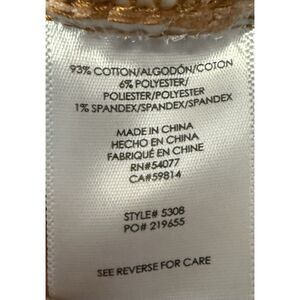 93% COTTON/ALGODÓN/COTON
6% POLYESTER/
POLIESTER/POLYESTER
1% SPANDEX/SPANDEX/SPANDEX
MADE IN CHINA
HECHO EN CHINA
FABRIQUÉ EN CHINE
RN#54077
CA#59814
STYLE# 5308
PO# 219655
SEE REVERSE FOR CARE